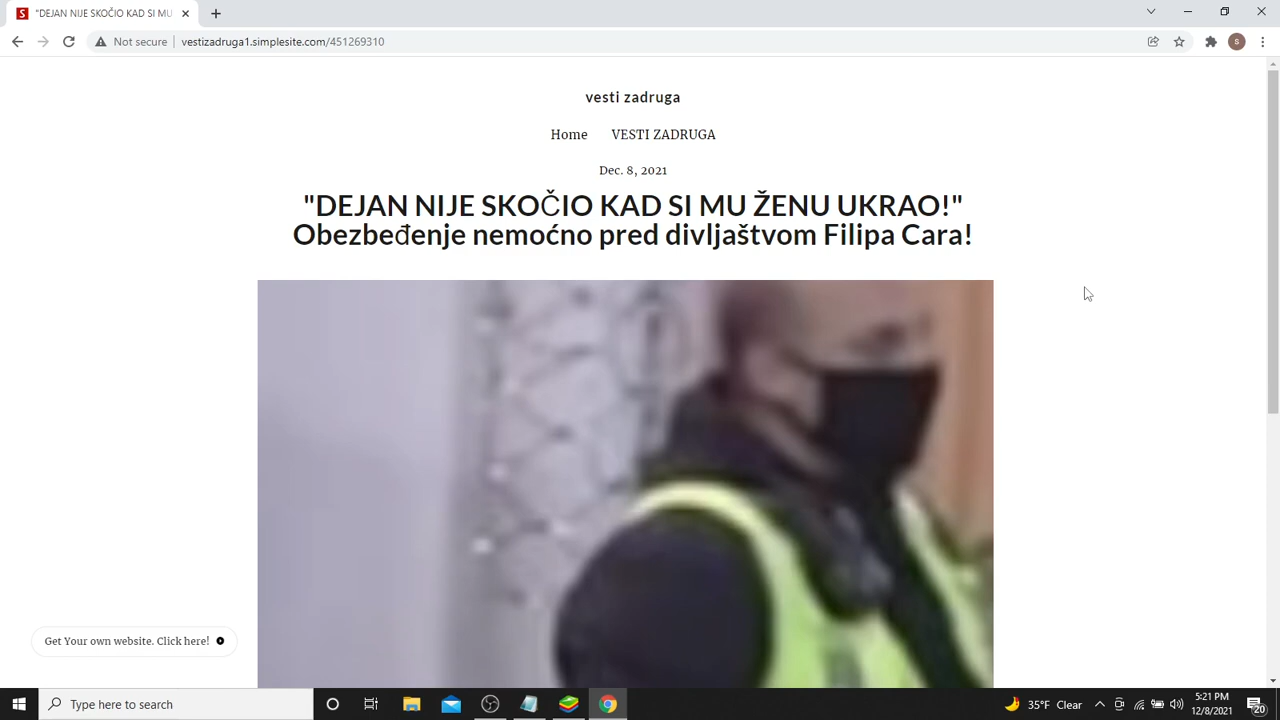 "DEJAN NIJE SKOČIO KAD SI MU
Not secure
vestizadruga1.simplesite.com/451269310
S
vesti zadruga
Home
VESTI ZADRUGA
Dec. 8, 2021
"DEJAN NIJE SKOČIO KAD SI MU ŽENU UKRAO!"
Obezbeđenje nemoćno pred divljaštvom Filipa Cara!
Get Your own website. Click here!
Type here to search
35°F Clear
5:21 PM
12/8/2021
20